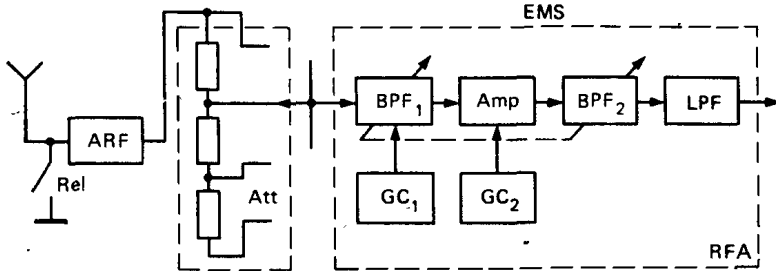 EMS
ARF
Rel
Att
BPF1
Amp
BPF2
LPF
GC1
GC2
RFA